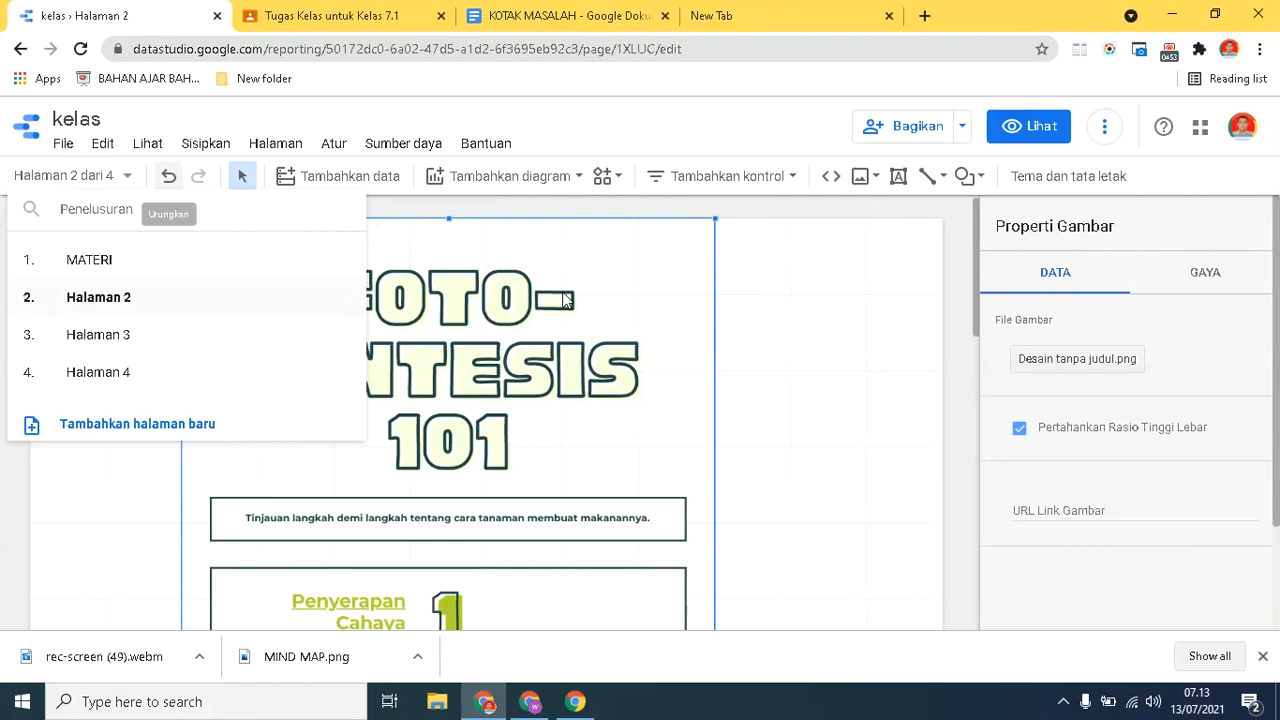 kelas › Halaman 2
Tugas Kelas untuk Kelas 7.1
KOTAK MASALAH - Google Doku
New Tab
datastudio.google.com/reporting/50172dc0-6a02-47d5-a1d2-6f3695eb92c3/page/1XLUC/edit
04:53
Apps
BAHAN AJAR BAH...
New folder
Reading list
kelas
File
Edit
Lihat
Sisipkan
Halaman
Atur
Sumber daya
Bantuan
Bagikan
Lihat
Halaman 2 dari 4
Tambahkan data
Tambahkan diagram
Tambahkan kontrol
Tema dan tata letak
Penelusuran
Urungkan
1. MATERI
2. Halaman 2
3. Halaman 3
4. Halaman 4
Tambahkan halaman baru
FOTO-
NTESIS
101
Tinjauan langkah demi langkah tentang cara tanaman membuat makanannya.
Penyerapan
Cahaya
1
Properti Gambar
DATA
GAYA
File Gambar
Desain tanpa judul.png
Pertahankan Rasio Tinggi Lebar
URL Link Gambar
rec-screen (49).webm
MIND MAP.png
Show all
Type here to search
W
07.13
13/07/2021
2